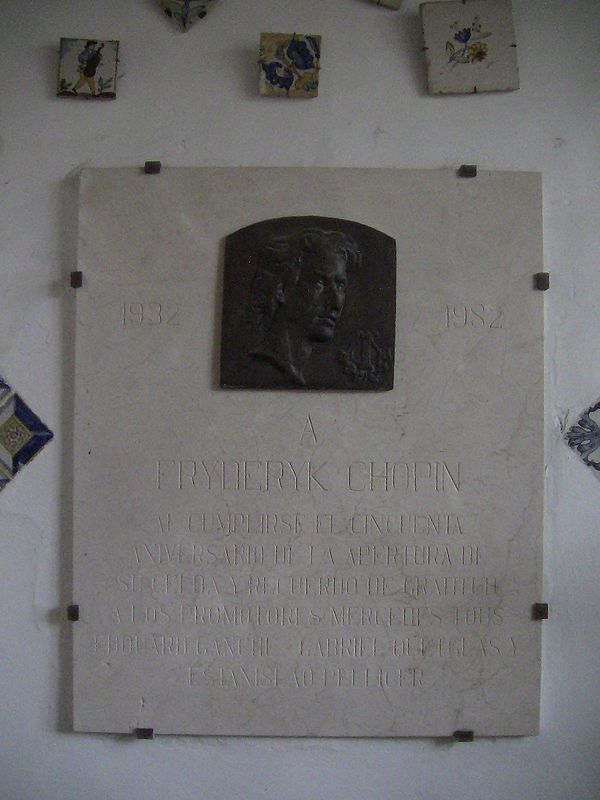 1932 1982
A
FRYDERYK CHOPIN
AL CUMPLIRSE EL CINCUENTA
ANIVERSARIO DE LA APERTURA DE
SU CELDA Y RECUERDO DE GRATITUD
A LOS PROMOTORES MERCEDES TOUS
EDOUARD GANCHE GABRIEL QUETGLAS Y
ESTANISLAO PELLICER